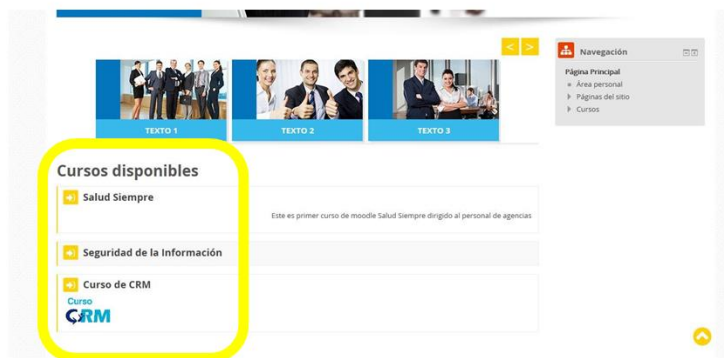 < >
Navegación
Página Principal
Área personal
Páginas del sitio
Cursos
TEXTO 1
TEXTO 2
TEXTO 3
Cursos disponibles
Salud Siempre
Este es primer curso de moodle Salud Siempre dirigido al personal de agencias
Seguridad de la Información
Curso de CRM
Curso
CRM